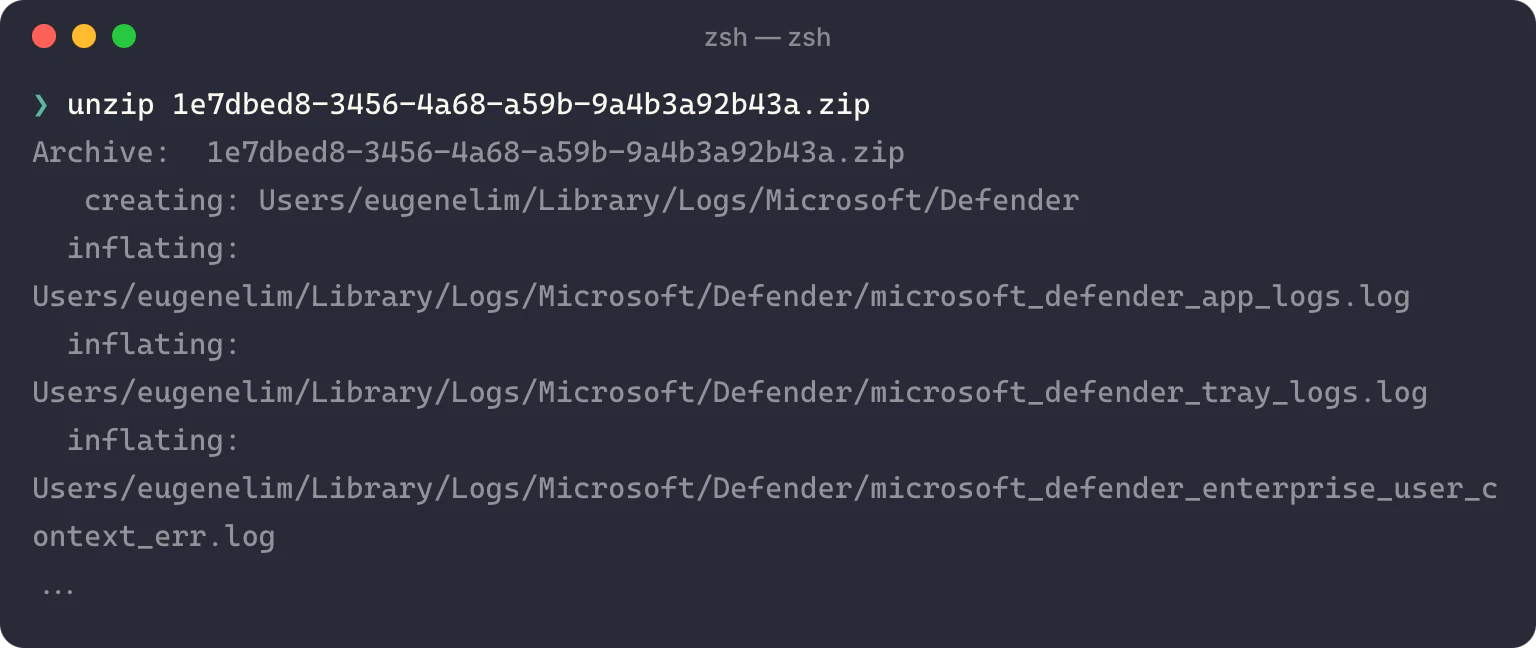 zsh — zsh
❯ unzip 1e7dbed8-3456-4a68-a59b-9a4b3a92b43a.zip
Archive:  1e7dbed8-3456-4a68-a59b-9a4b3a92b43a.zip
   creating: Users/eugenelim/Library/Logs/Microsoft/Defender
  inflating:
Users/eugenelim/Library/Logs/Microsoft/Defender/microsoft_defender_app_logs.log
  inflating:
Users/eugenelim/Library/Logs/Microsoft/Defender/microsoft_defender_tray_logs.log
  inflating:
Users/eugenelim/Library/Logs/Microsoft/Defender/microsoft_defender_enterprise_user_c
ontext_err.log
...